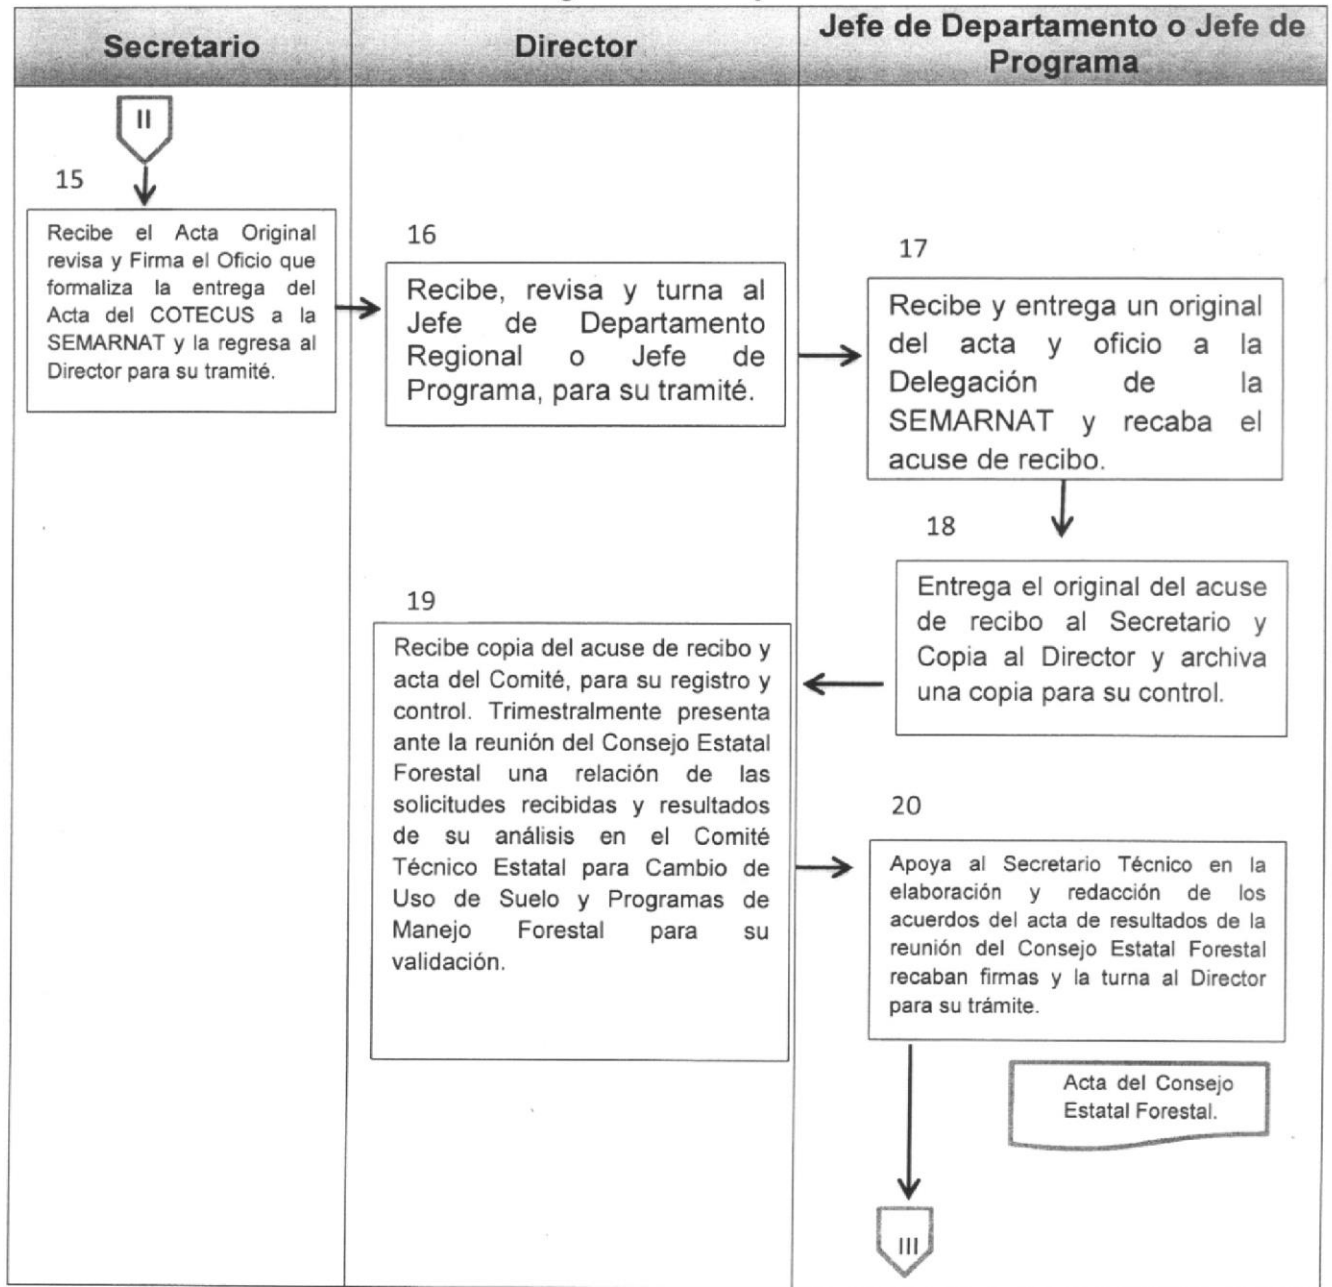 Secretario
Director
Jefe de Departamento o Jefe de
Programa
II
15
Recibe el Acta Original
revisa y Firma el Oficio que
formaliza la entrega del
Acta del COTECUS a la
SEMARNAT y la regresa al
Director para su tramité.
16
Recibe, revisa y turna al
Jefe de Departamento
Regional o Jefe de
Programa, para su tramité.
17
Recibe y entrega un original
del acta y oficio a la
Delegación de la
SEMARNAT y recaba el
acuse de recibo.
18
Entrega el original del acuse
de recibo al Secretario y
Copia al Director y archiva
una copia para su control.
19
Recibe copia del acuse de recibo y
acta del Comité, para su registro y
control. Trimestralmente presenta
ante la reunión del Consejo Estatal
Forestal una relación de las
solicitudes recibidas y resultados
de su análisis en el Comité
Técnico Estatal para Cambio de
Uso de Suelo y Programas de
Manejo Forestal para su
validación.
20
Apoya al Secretario Técnico en la
elaboración y redacción de los
acuerdos del acta de resultados de la
reunión del Consejo Estatal Forestal
recaban firmas y la turna al Director
para su trámite.
Acta del Consejo
Estatal Forestal.
III